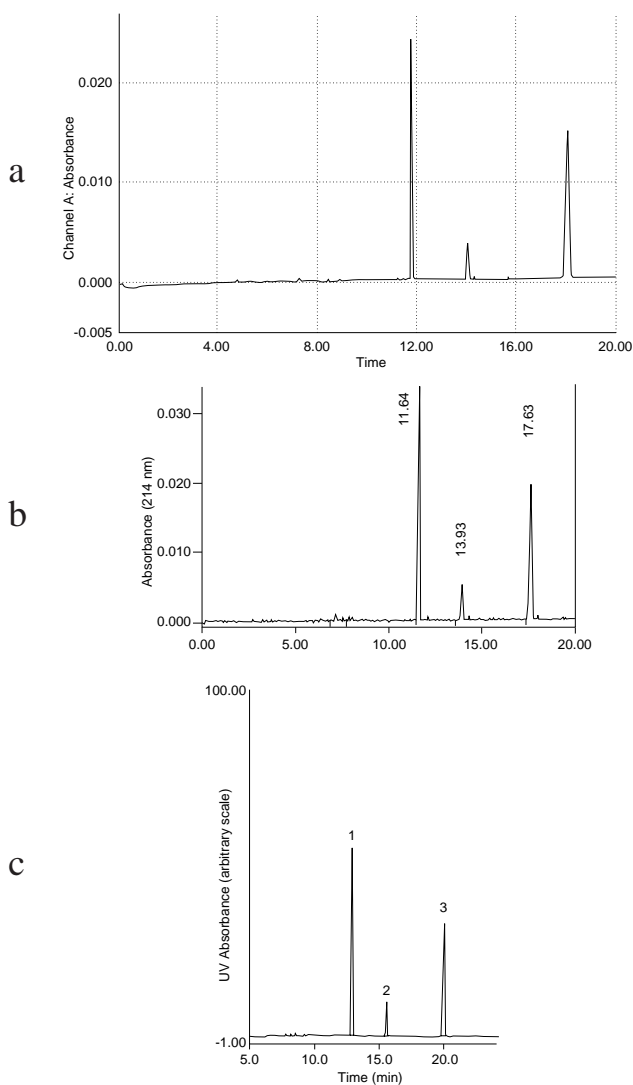 a
Channel A: Absorbance
0.020
0.010
0.000
-0.005
0.00 4.00 8.00 12.00 16.00 20.00
Time
b
Absorbance (214 nm)
0.030
0.020
0.010
0.000
11.64
13.93
17.63
0.00 5.00 10.00 15.00 20.00
c
UV Absorbance (arbitrary scale)
100.00
1
2
3
-1.00
5.0 10.0 15.0 20.0
Time (min)